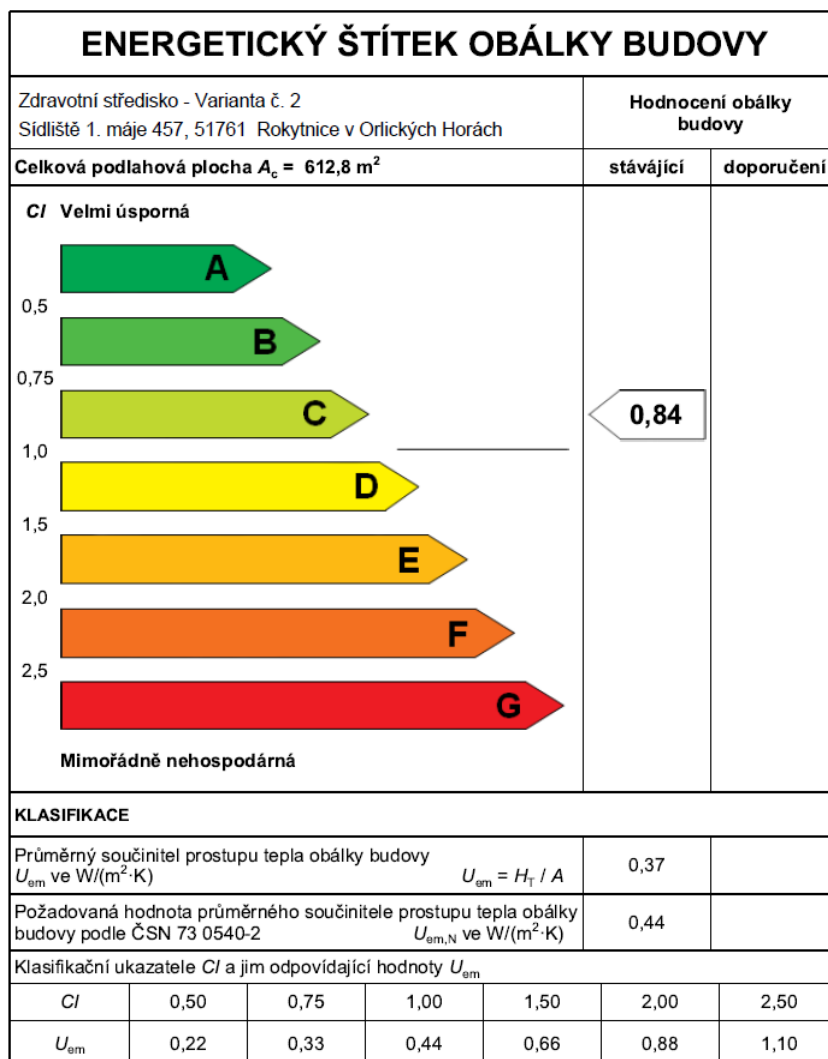 ENERGETICKÝ ŠTÍTEK OBÁLKY BUDOVY
Zdravotní středisko - Varianta č. 2
Sídliště 1. máje 457, 51761 Rokytnice v Orlických Horách
Hodnocení obálky
budovy
Celková podlahová plocha Ac = 612,8 m²
stávající
doporučení
CI Velmi úsporná
A
0,5
B
0,75
C
0,84
1,0
D
1,5
E
2,0
F
2,5
G
Mimořádně nehospodárná
KLASIFIKACE
Průměrný součinitel prostupu tepla obálky budovy
Uem ve W/(m²·K) Uem = HT / A
0,37
Požadovaná hodnota průměrného součinitele prostupu tepla obálky
budovy podle ČSN 73 0540-2 Uem,N ve W/(m²·K)
0,44
Klasifikační ukazatele CI a jim odpovídající hodnoty Uem
CI 0,50 0,75 1,00 1,50 2,00 2,50
Uem 0,22 0,33 0,44 0,66 0,88 1,10